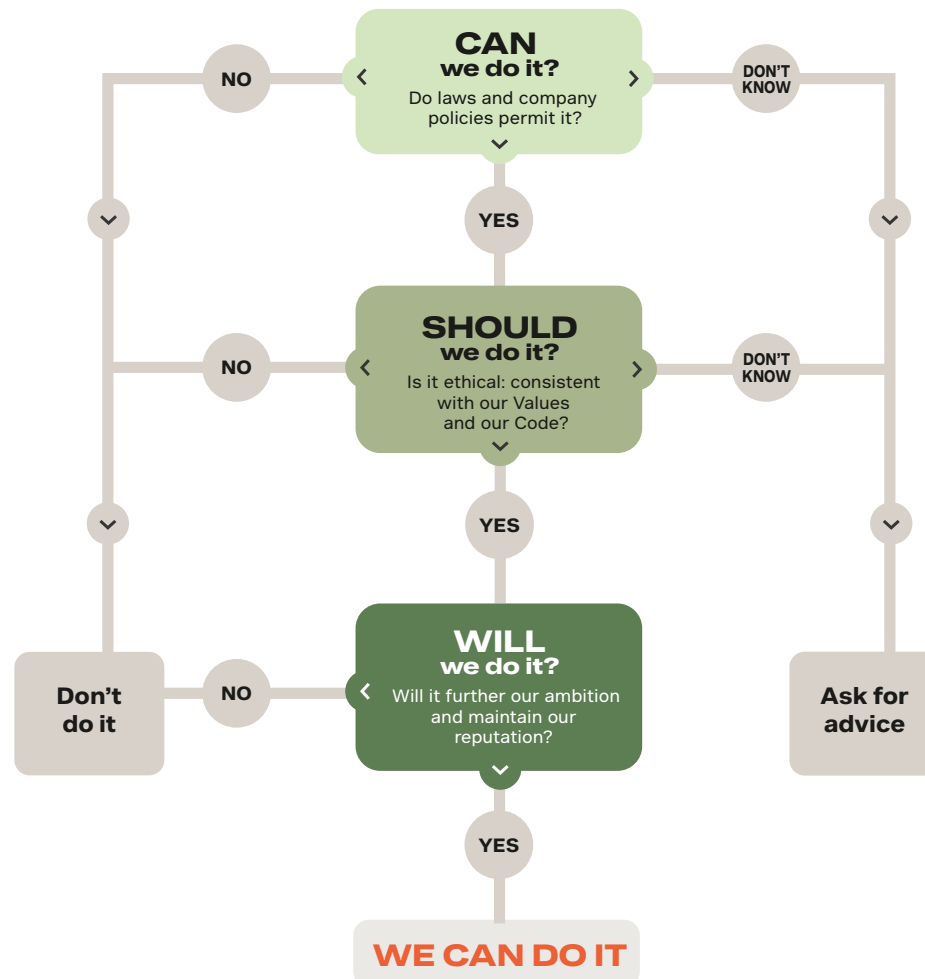 CAN
we do it?
Do laws and company
policies permit it?
NO
DON'T
KNOW
YES
SHOULD
we do it?
Is it ethical: consistent
with our Values
and our Code?
NO
DON'T
KNOW
YES
WILL
we do it?
Will it further our ambition
and maintain our
reputation?
NO
Don't
do it
Ask for
advice
YES
WE CAN DO IT